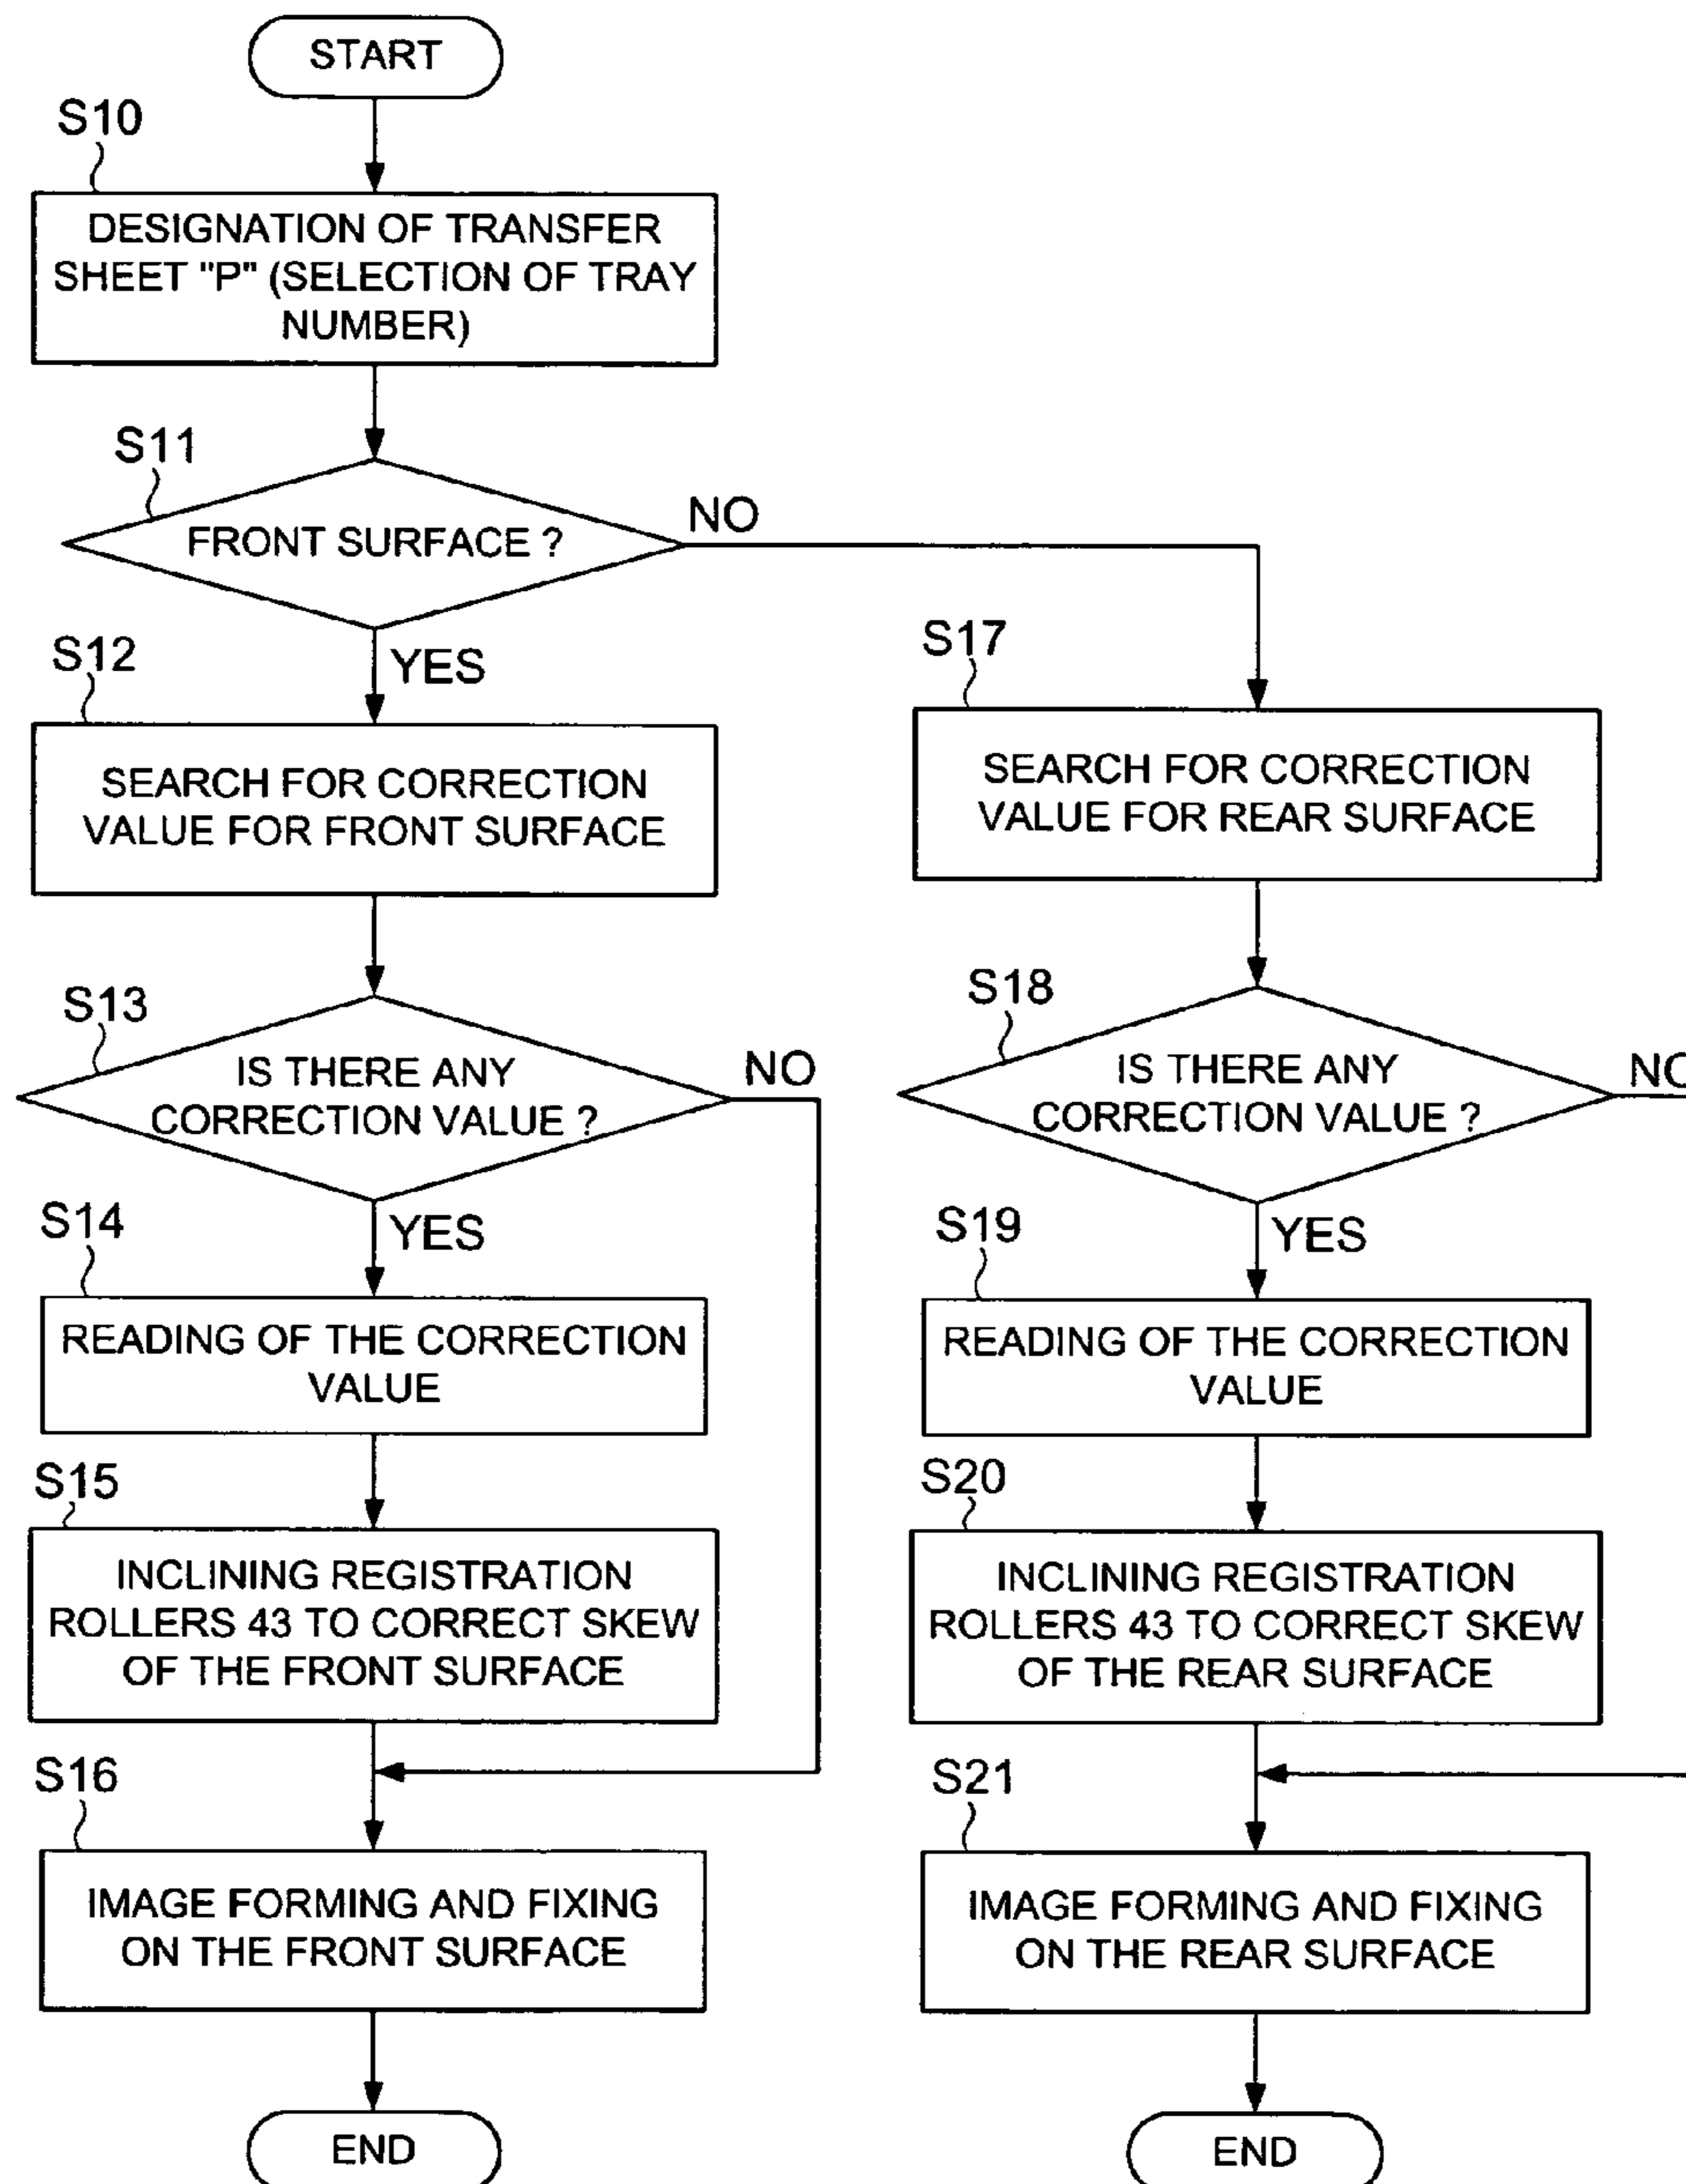 START
S10
DESIGNATION OF TRANSFER
SHEET "P" (SELECTION OF TRAY
NUMBER)
S11
FRONT SURFACE ?
NO
YES
S12
SEARCH FOR CORRECTION
VALUE FOR FRONT SURFACE
S13
IS THERE ANY
CORRECTION VALUE ?
NO
YES
S14
READING OF THE CORRECTION
VALUE
S15
INCLINING REGISTRATION
ROLLERS 43 TO CORRECT SKEW
OF THE FRONT SURFACE
S16
IMAGE FORMING AND FIXING
ON THE FRONT SURFACE
END
S17
SEARCH FOR CORRECTION
VALUE FOR REAR SURFACE
S18
IS THERE ANY
CORRECTION VALUE ?
NO
YES
S19
READING OF THE CORRECTION
VALUE
S20
INCLINING REGISTRATION
ROLLERS 43 TO CORRECT SKEW
OF THE REAR SURFACE
S21
IMAGE FORMING AND FIXING
ON THE REAR SURFACE
END